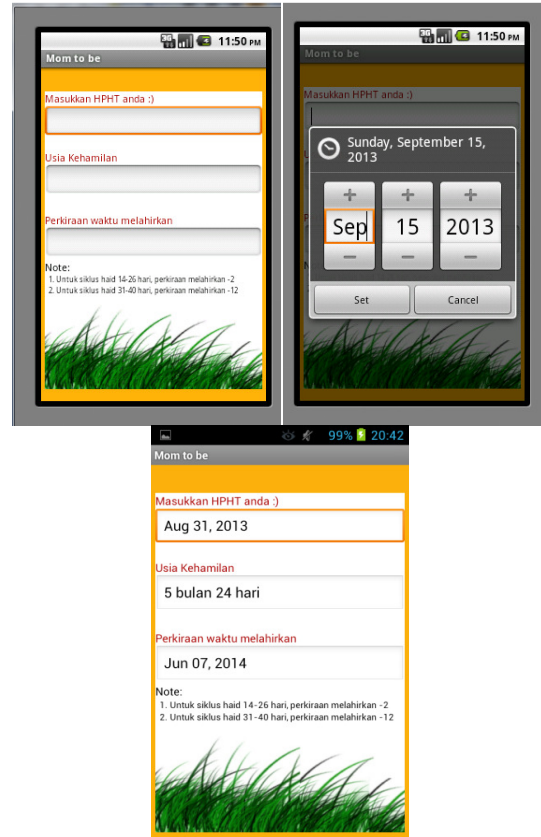 3G 11:50 PM
Mom to be
Masukkan HPHT anda :)
Usia Kehamilan
Perkiraan waktu melahirkan
Note:
1. Untuk siklus haid 14-26 hari, perkiraan melahirkan -2
2. Untuk siklus haid 31-40 hari, perkiraan melahirkan -12
3G 11:50 PM
Mom to be
Masukkan HPHT anda :)
Sunday, September 15,
2013
+ + +
Sep 15 2013
- - -
Set Cancel
99% 20:42
Mom to be
Masukkan HPHT anda :)
Aug 31, 2013
Usia Kehamilan
5 bulan 24 hari
Perkiraan waktu melahirkan
Jun 07, 2014
Note:
1. Untuk siklus haid 14-26 hari, perkiraan melahirkan -2
2. Untuk siklus haid 31-40 hari, perkiraan melahirkan -12